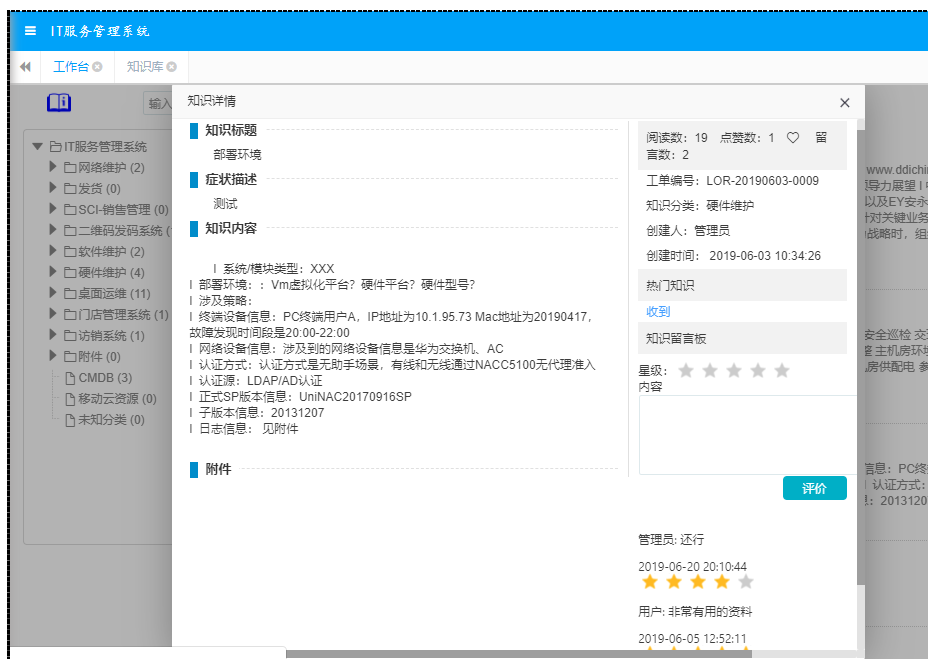 IT服务管理系统
工作台
知识库
输入
IT服务管理系统
网络维护 (2)
发货 (0)
SCI-销售管理 (0)
二维码发码系统
软件维护 (2)
硬件维护 (4)
桌面运维 (11)
门店管理系统 (1)
访销系统 (1)
附件 (0)
CMDB (3)
移动云资源 (0)
未知分类 (0)
知识详情
知识标题
部署环境
症状描述
测试
知识内容
l 系统/模块类型：XXX
l 部署环境：：Vm虚拟化平台？硬件平台？硬件型号？
l 涉及策略：
l 终端设备信息：PC终端用户A，IP地址为10.1.95.73 Mac地址为20190417，
故障发现时间段是20:00-22:00
l 网络设备信息：涉及到的网络设备信息是华为交换机、AC
l 认证方式：认证方式是无助手场景，有线和无线通过NACC5100无代理准入
l 认证源：LDAP/AD认证
l 正式SP版本信息：UniNAC20170916SP
l 子版本信息：20131207
l 日志信息： 见附件
附件
阅读数：19 点赞数：1 留
言数：2
工单编号：LOR-20190603-0009
知识分类：硬件维护
创建人：管理员
创建时间： 2019-06-03 10:34:26
热门知识
收到
知识留言板
星级：
内容
评价
管理员: 还行
2019-06-20 20:10:44
用户: 非常有用的资料
2019-06-05 12:52:11
www.ddichi
导力展望 l
以及EY安永
对关键业务
战略时，组
安全巡检 交
主机房环境
房供配电
信息：PC终
l 认证方式：
：2013120